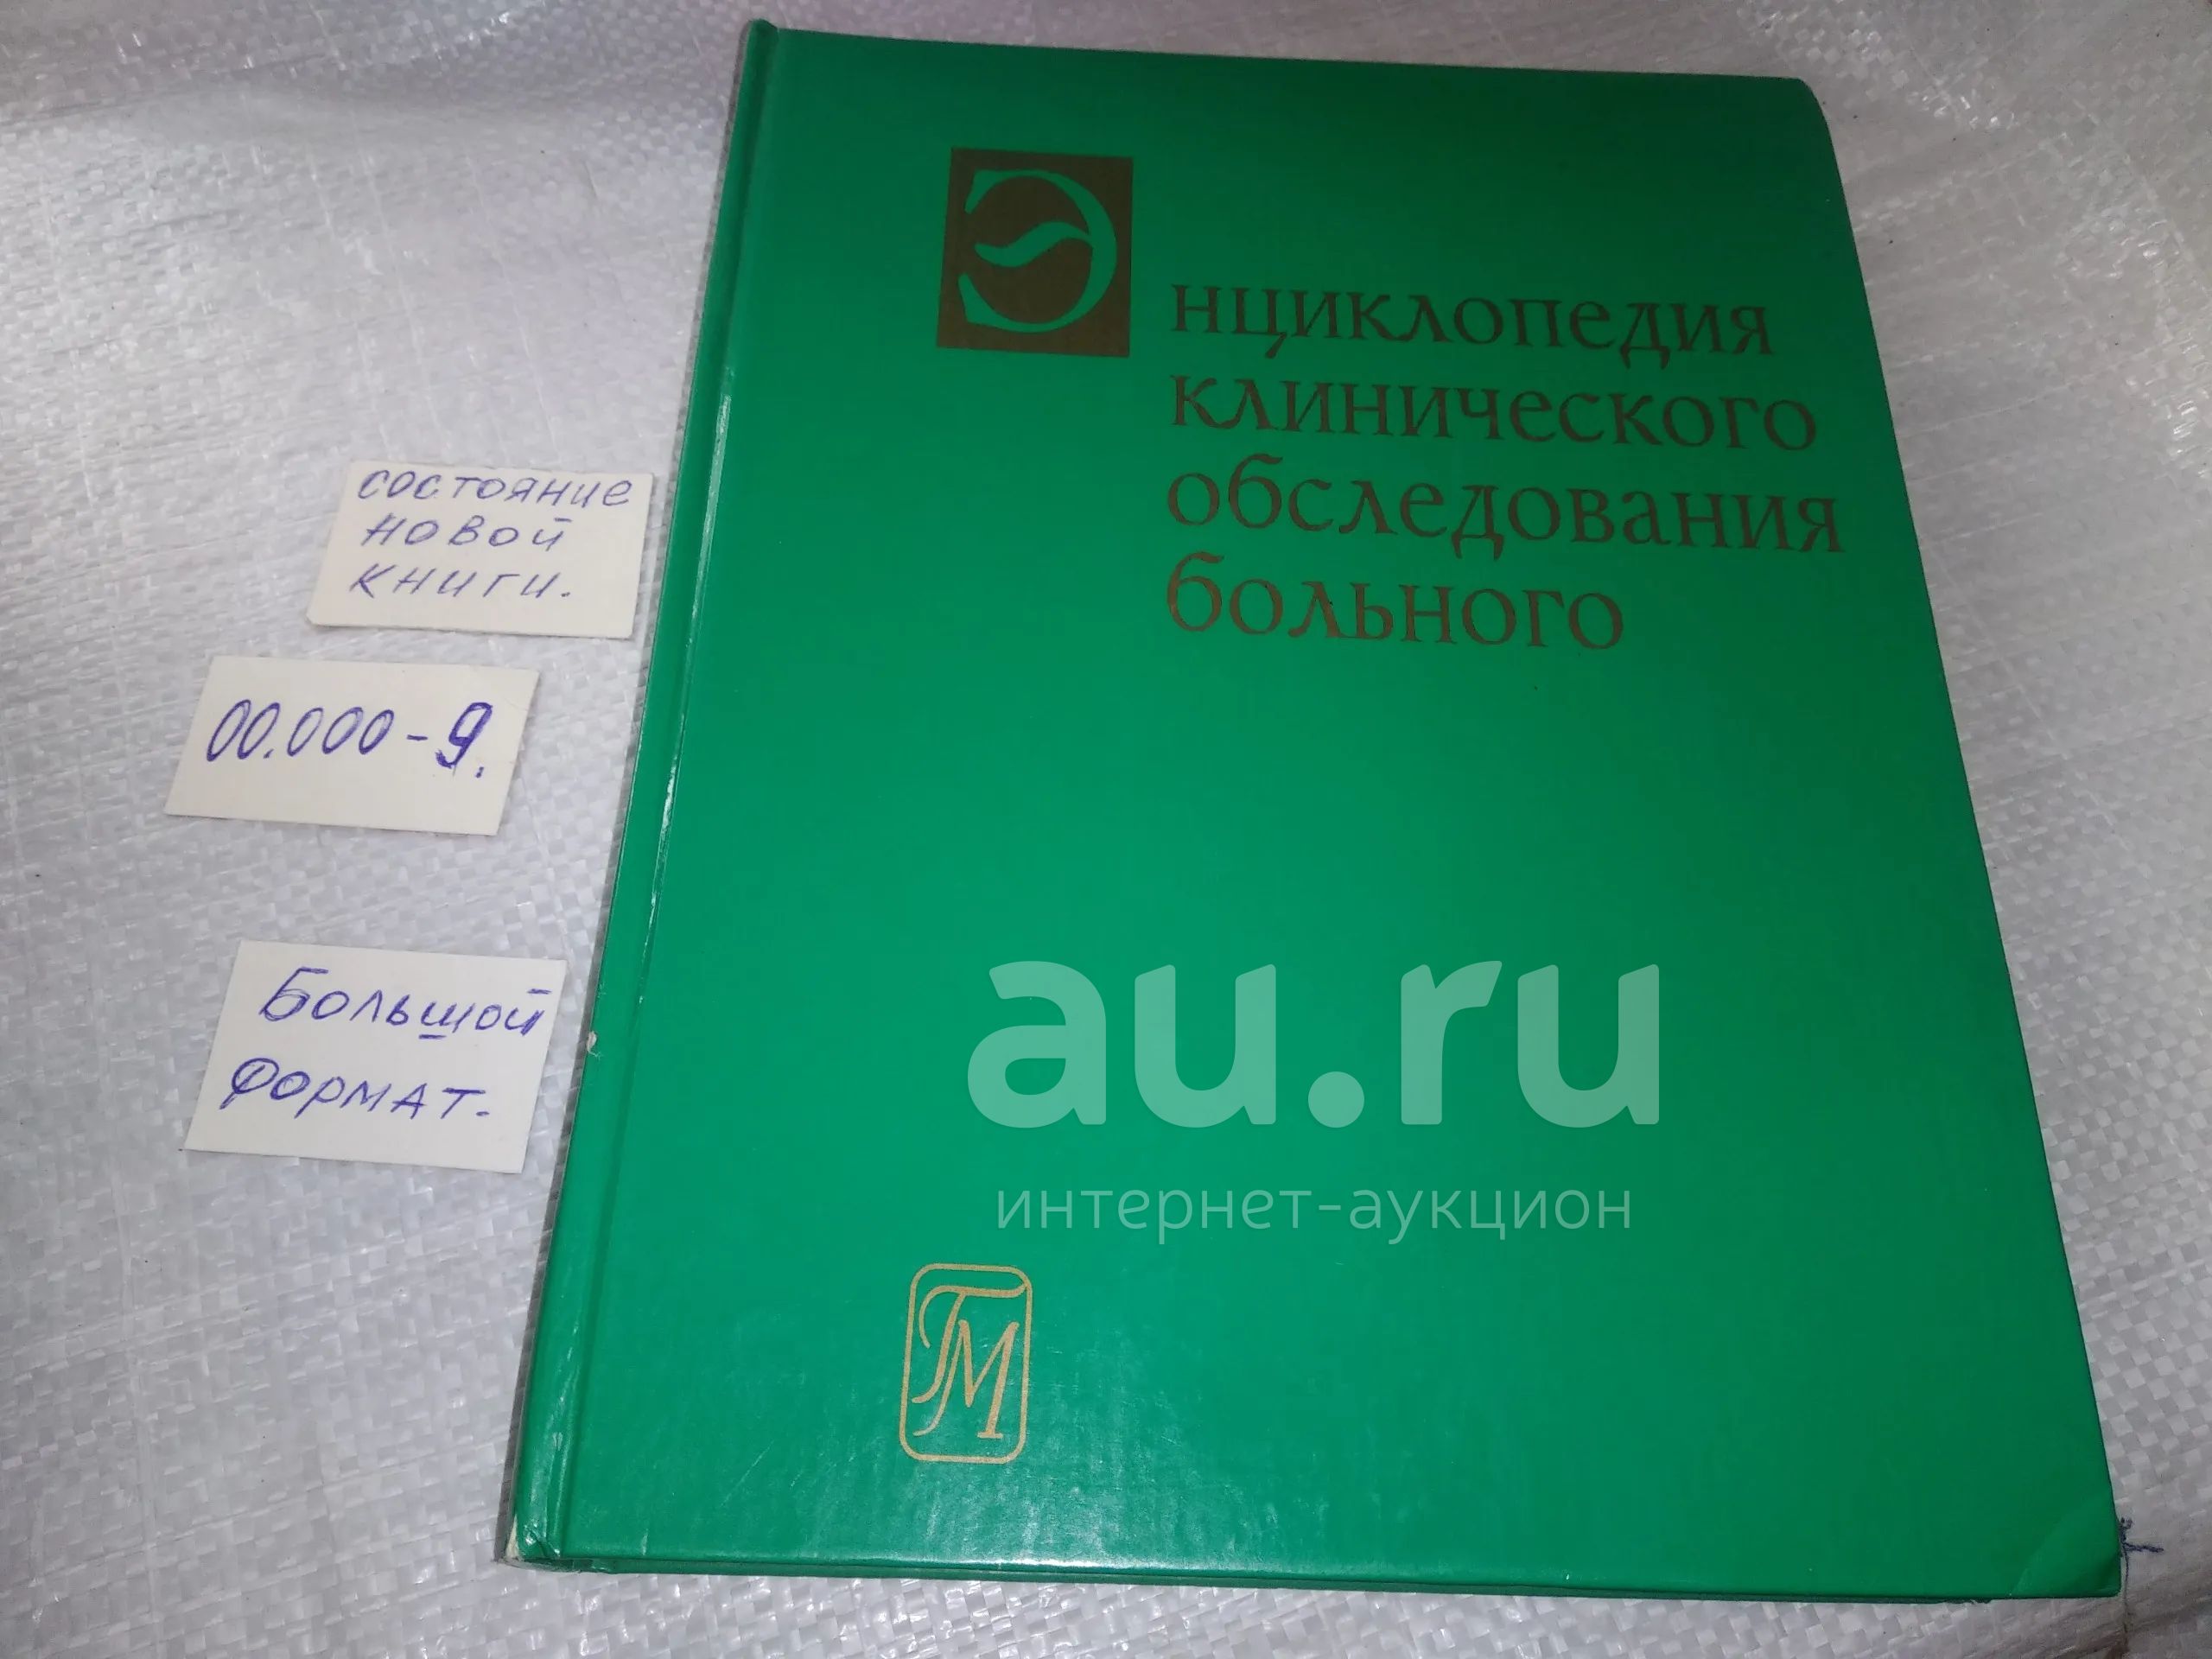 Энциклопедия
клинического
обследования
больного
состояние
новой
книги.
00.000-9.
Большой
формат.
au.ru
интернет-аукцион
ГМ